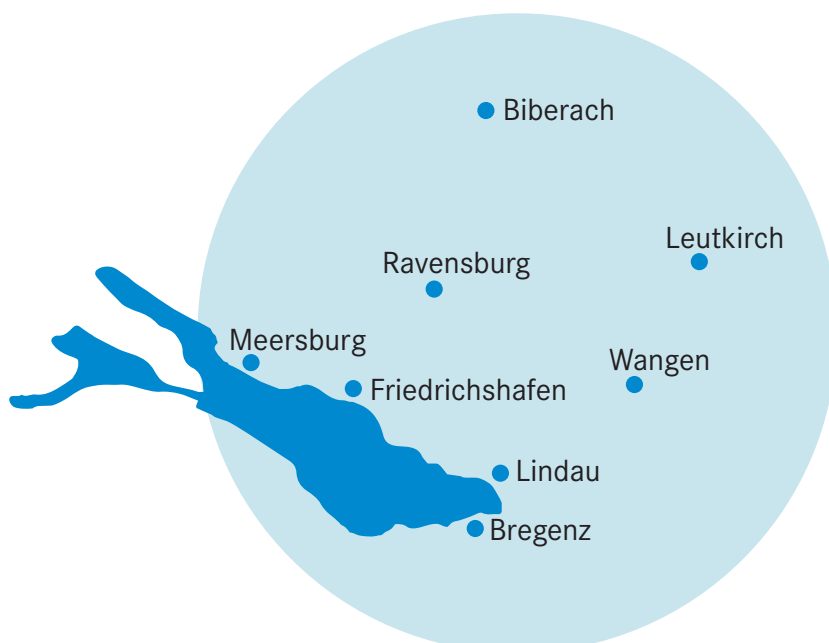 Biberach
Leutkirch
Ravensburg
Meersburg
Wangen
Friedrichshafen
Lindau
Bregenz